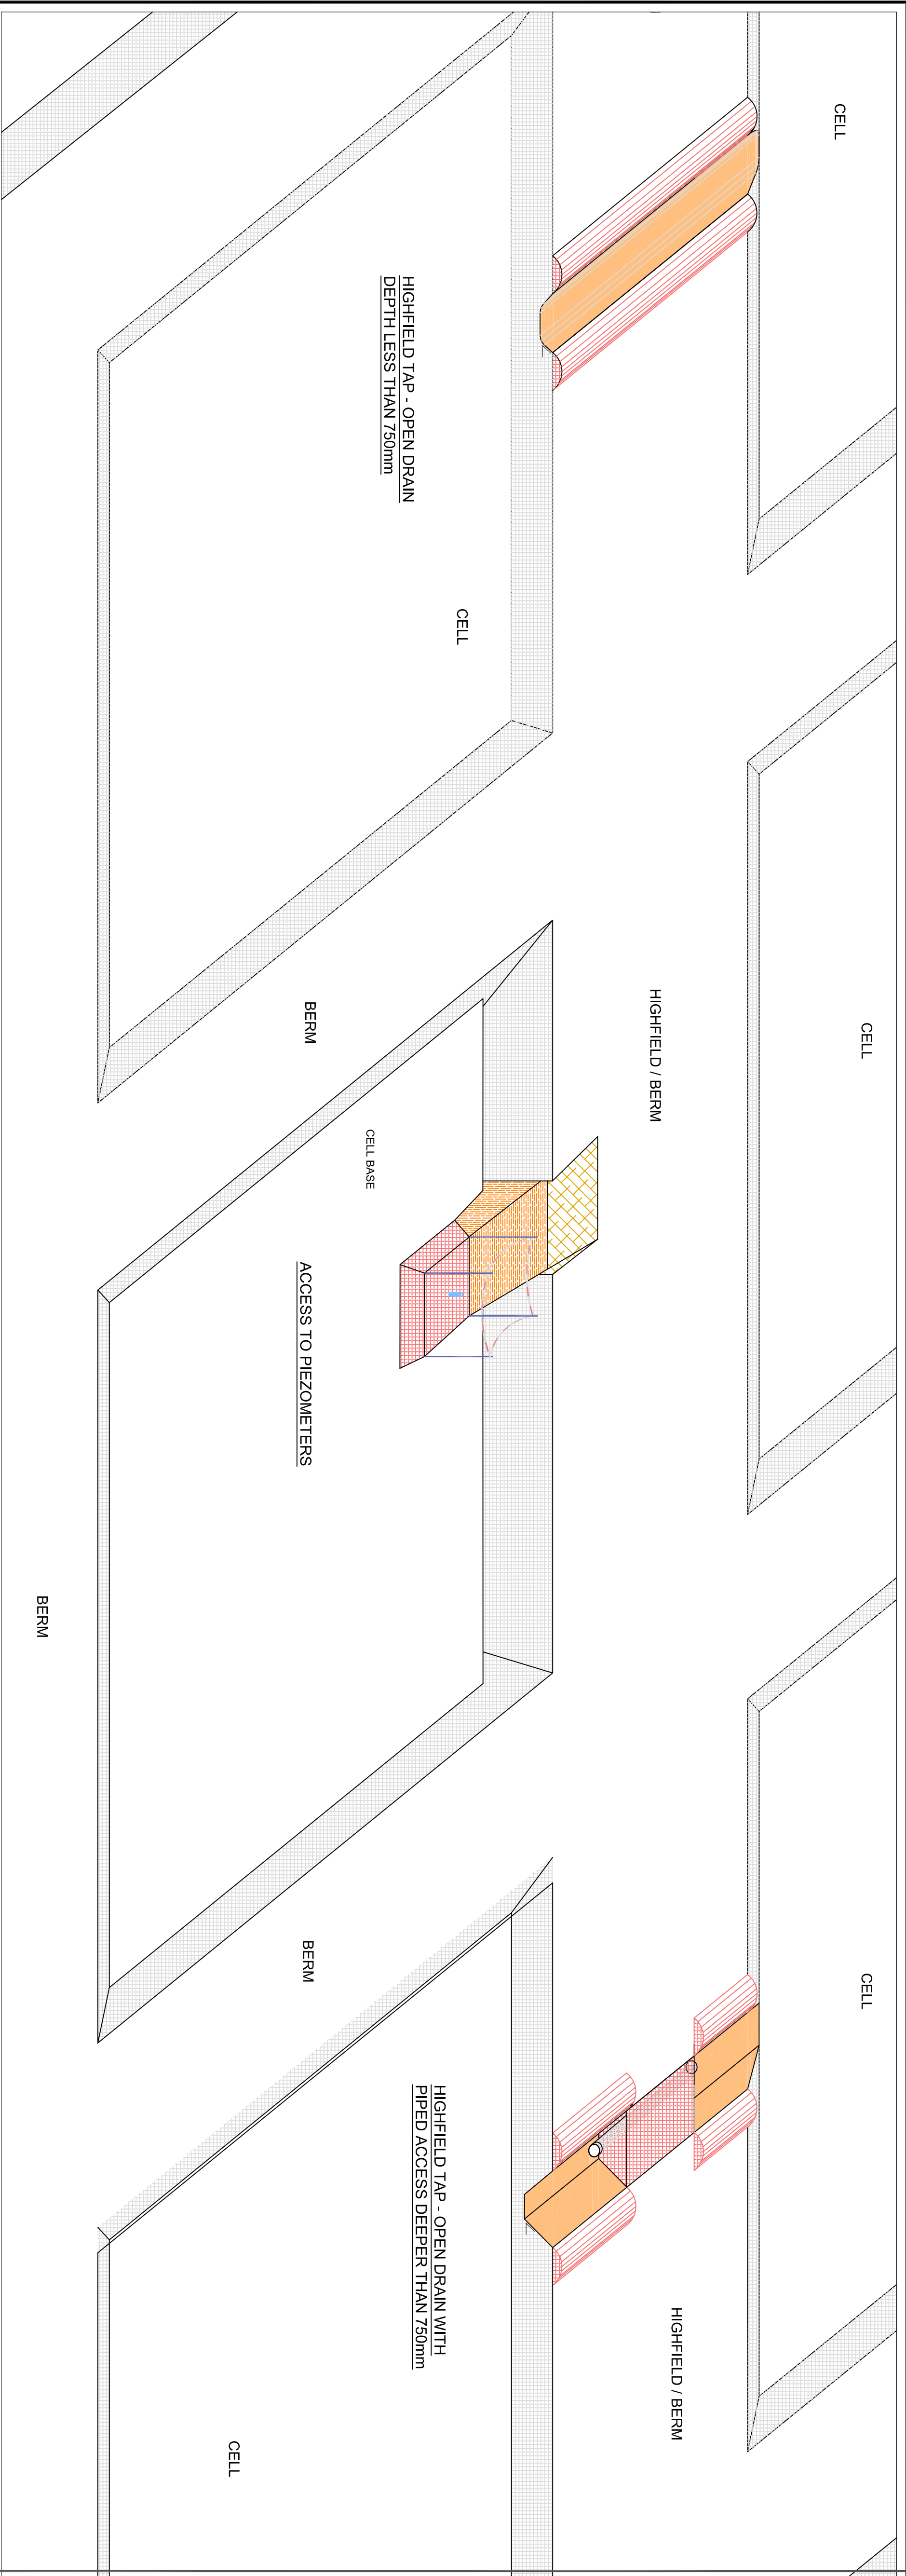 CELL
HIGHFIELD TAP - OPEN DRAIN
DEPTH LESS THAN 750mm
CELL
HIGHFIELD / BERM
CELL
BERM
CELL BASE
ACCESS TO PIEZOMETERS
BERM
BERM
CELL
HIGHFIELD TAP - OPEN DRAIN WITH
PIPED ACCESS DEEPER THAN 750mm
HIGHFIELD / BERM
CELL